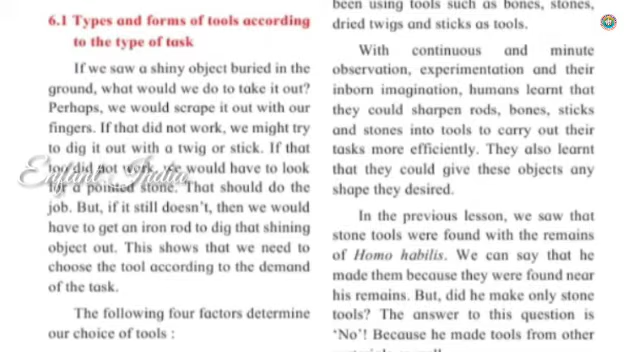 6.1 Types and forms of tools according
to the type of task
If we saw a shiny object buried in the
ground, what would we do to take it out?
Perhaps, we would scrape it out with our
fingers. If that did not work, we might try
to dig it out with a twig or stick. If that
too did not work, we would have to look
for a pointed stone. That should do the
job. But, if it still doesn't, then we would
have to get an iron rod to dig that shining
object out. This shows that we need to
choose the tool according to the demand
of the task.
The following four factors determine
our choice of tools :
been using tools such as bones, stones,
dried twigs and sticks as tools.
With continuous and minute
observation, experimentation and their
inborn imagination, humans learnt that
they could sharpen rods, bones, sticks
and stones into tools to carry out their
tasks more efficiently. They also learnt
that they could give these objects any
shape they desired.
In the previous lesson, we saw that
stone tools were found with the remains
of Homo habilis. We can say that he
made them because they were found near
his remains. But, did he make only stone
tools? The answer to this question is
'No'! Because he made tools from other
Enfant India